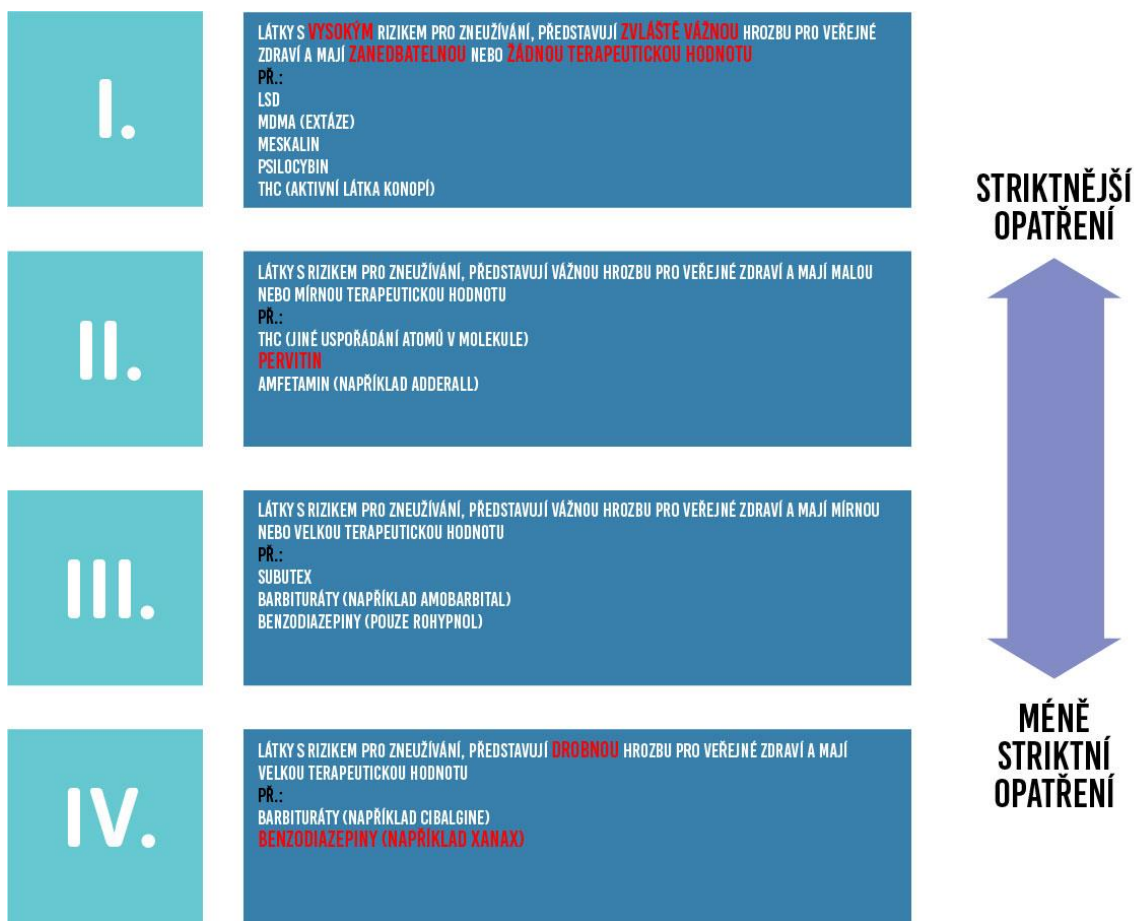 I.
LÁTKY S VYSOKÝM RIZIKEM PRO ZNEUŽÍVÁNÍ, PŘEDSTAVUJÍ ZVLÁŠTĚ VÁŽNOU HROZBU PRO VEŘEJNÉ
ZDRAVÍ A MAJÍ ZANEDBATELNOU NEBO ŽÁDNOU TERAPEUTICKOU HODNOTU
PŘ.:
LSD
MDMA (EXTÁZE)
MESKALIN
PSILOCYBIN
THC (AKTIVNÍ LÁTKA KONOPÍ)
II.
LÁTKY S RIZIKEM PRO ZNEUŽÍVÁNÍ, PŘEDSTAVUJÍ VÁŽNOU HROZBU PRO VEŘEJNÉ ZDRAVÍ A MAJÍ MALOU
NEBO MÍRNOU TERAPEUTICKOU HODNOTU
PŘ.:
THC (JINÉ USPOŘÁDÁNÍ ATOMŮ V MOLEKULE)
PERVITIN
AMFETAMIN (NAPŘÍKLAD ADDERALL)
III.
LÁTKY S RIZIKEM PRO ZNEUŽÍVÁNÍ, PŘEDSTAVUJÍ VÁŽNOU HROZBU PRO VEŘEJNÉ ZDRAVÍ A MAJÍ MÍRNOU
NEBO VELKOU TERAPEUTICKOU HODNOTU
PŘ.:
SUBUTEX
BARBITURÁTY (NAPŘÍKLAD AMOBARBITAL)
BENZODIAZEPINY (POUZE ROHYPNOL)
IV.
LÁTKY S RIZIKEM PRO ZNEUŽÍVÁNÍ, PŘEDSTAVUJÍ DROBNOU HROZBU PRO VEŘEJNÉ ZDRAVÍ A MAJÍ
VELKOU TERAPEUTICKOU HODNOTU
PŘ.:
BARBITURÁTY (NAPŘÍKLAD CIBALGINE)
BENZODIAZEPINY (NAPŘÍKLAD XANAX)
STRIKTNĚJŠÍ
OPATŘENÍ
MÉNĚ
STRIKTNÍ
OPATŘENÍ